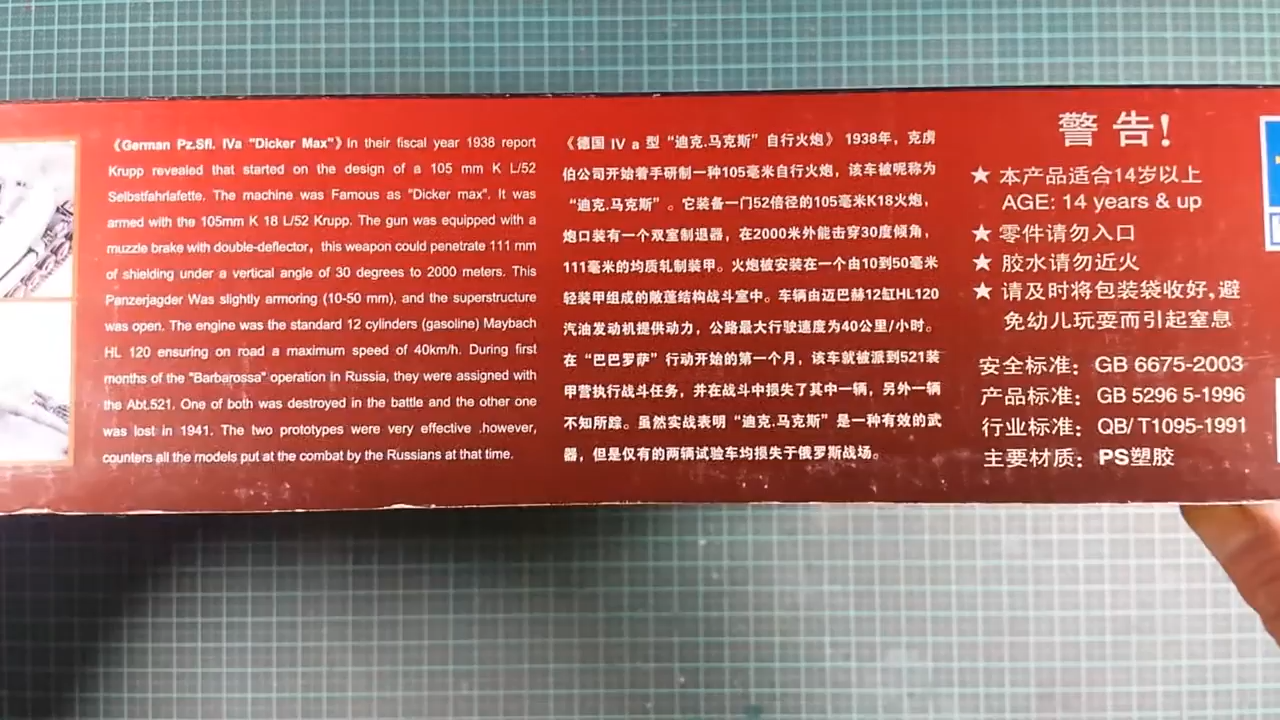 《German Pz.Sfl. IVa "Dicker Max"》In their fiscal year 1938 report
Krupp revealed that started on the design of a 105 mm K L/52
Selbstfahrlafette. The machine was Famous as "Dicker max". It was
armed with the 105mm K 18 L/52 Krupp. The gun was equipped with a
muzzle brake with double-deflector，this weapon could penetrate 111 mm
of shielding under a vertical angle of 30 degrees to 2000 meters. This
Panzerjagder Was slightly armoring (10-50 mm), and the superstructure
was open. The engine was the standard 12 cylinders (gasoline) Maybach
HL 120 ensuring on road a maximum speed of 40km/h. During first
months of the "Barbarossa" operation in Russia, they were assigned with
the Abt.521. One of both was destroyed in the battle and the other one
was lost in 1941. The two prototypes were very effective .however,
counters all the models put at the combat by the Russians at that time.
《德国 IV a 型“迪克.马克斯”自行火炮》1938年，克虏
伯公司开始着手研制一种105毫米自行火炮，该车被昵称为
“迪克.马克斯”。它装备一门52倍径的105毫米K18火炮，
炮口装有一个双室制退器，在2000米外能击穿30度倾角，
111毫米的均质轧制装甲。火炮被安装在一个由10到50毫米
轻装甲组成的敞蓬结构战斗室中。车辆由迈巴赫12缸HL120
汽油发动机提供动力，公路最大行驶速度为40公里/小时。
在“巴巴罗萨”行动开始的第一个月，该车就被派到521装
甲营执行战斗任务，并在战斗中损失了其中一辆，另外一辆
不知所踪。虽然实战表明“迪克.马克斯”是一种有效的武
器，但是仅有的两辆试验车均损失于俄罗斯战场。
警 告!
★ 本产品适合14岁以上
AGE: 14 years & up
★ 零件请勿入口
★ 胶水请勿近火
★ 请及时将包装袋收好,避
免幼儿玩耍而引起窒息
安全标准：GB 6675-2003
产品标准：GB 5296 5-1996
行业标准：QB/ T1095-1991
主要材质：PS塑胶